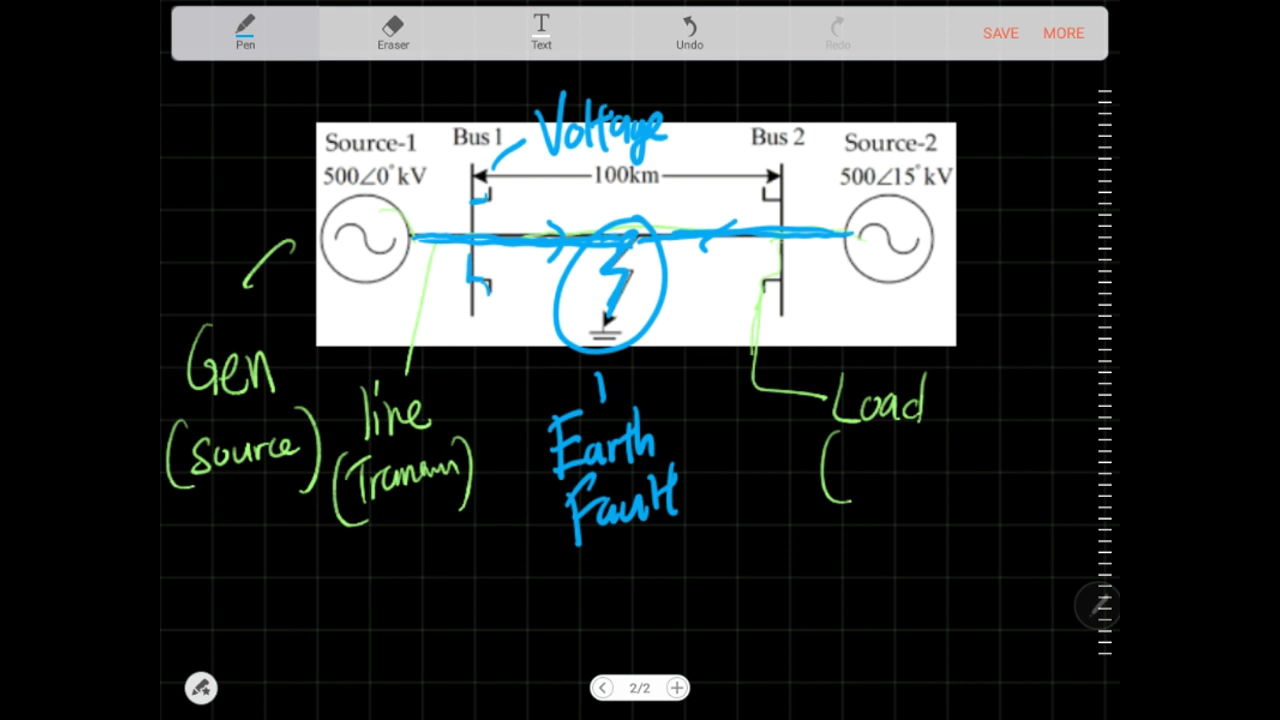 Pen
Eraser
Text
Undo
Redo
SAVE
MORE
Voltage
Source-1
Bus 1
Bus 2
Source-2
500∠0° kV
100km
500∠15° kV
Gen
(source)
line
Earth
Fault
Load
(
2/2